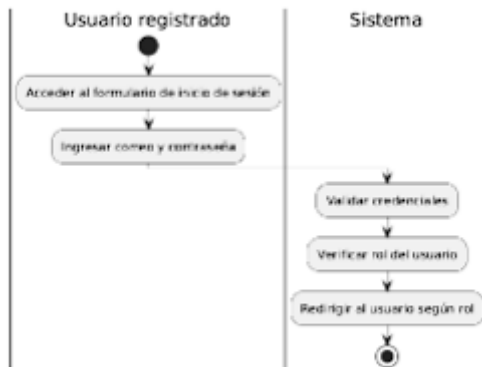 Usuario registrado
Sistema
Acceder al formulario de inicio de sesión
Ingresar correo y contraseña
Validar credenciales
Verificar rol del usuario
Redirigir al usuario según rol